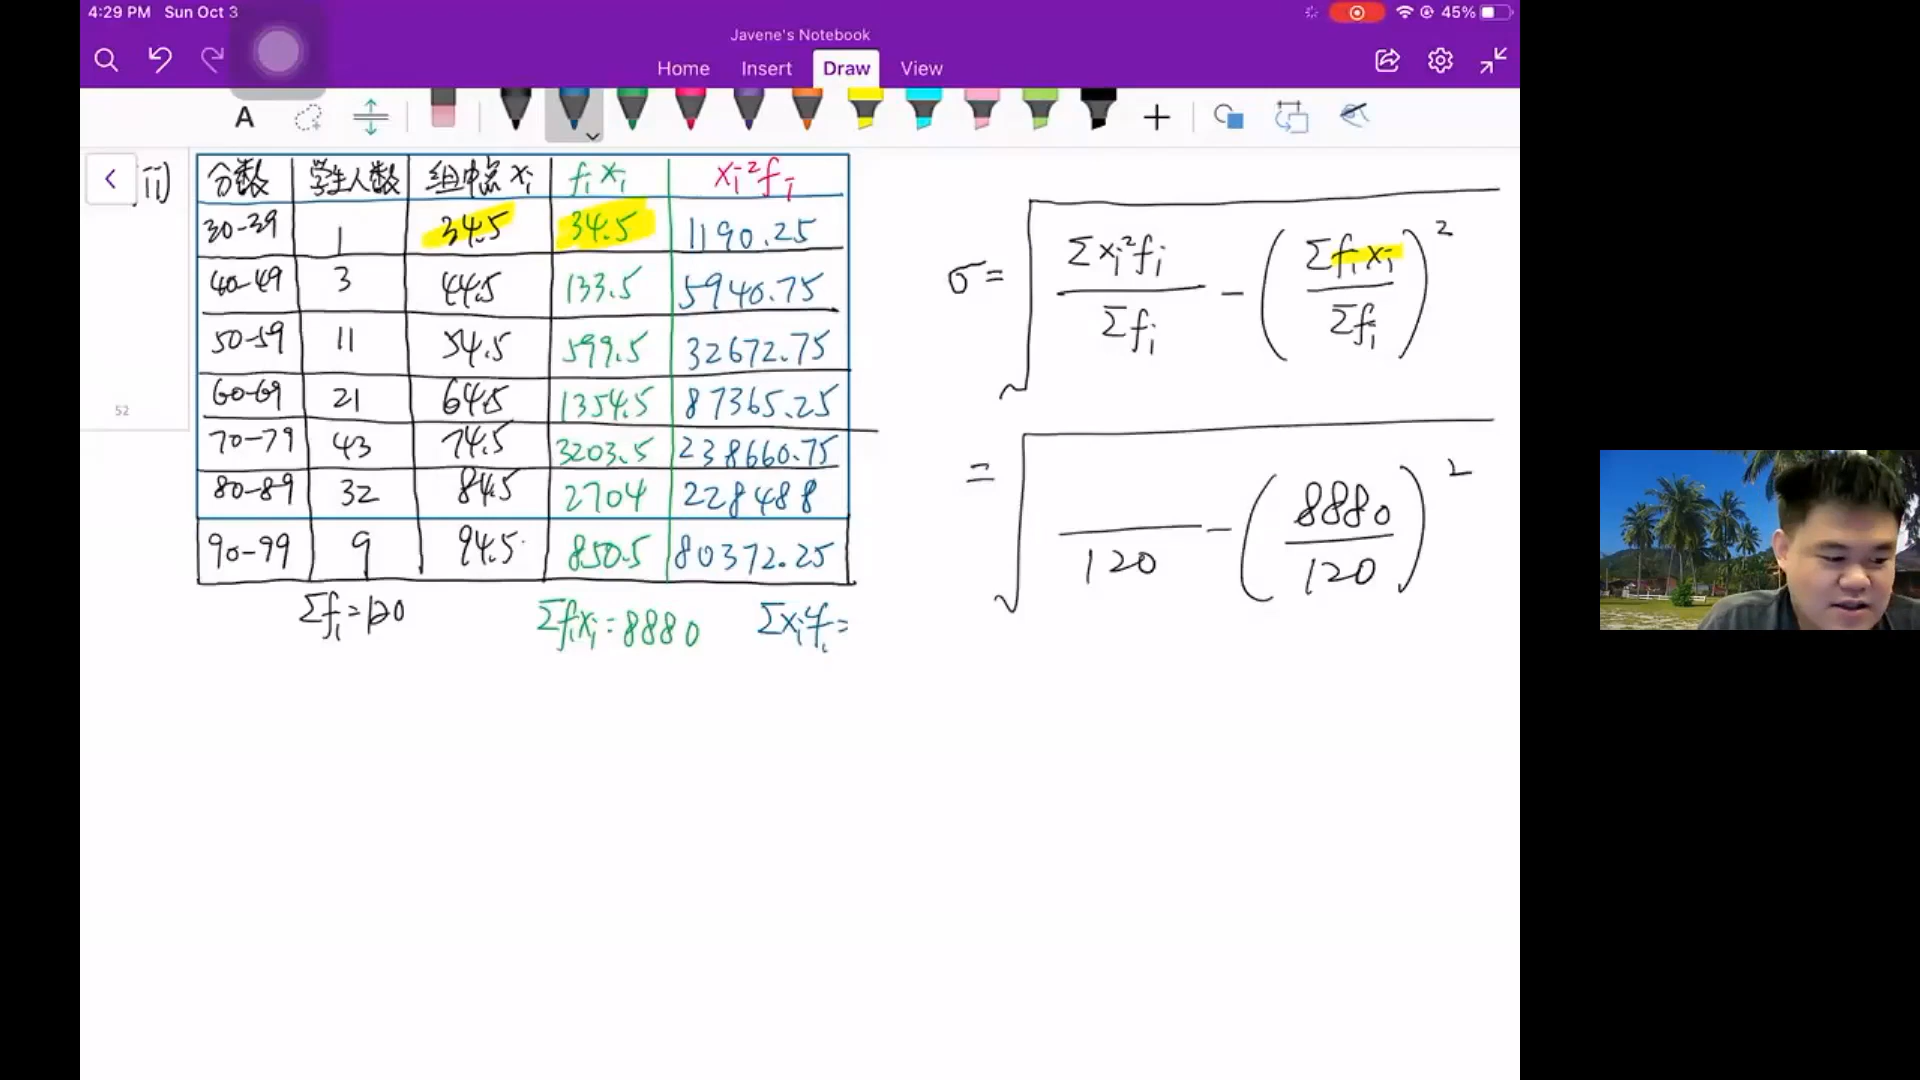 4:29 PM Sun Oct 3
45%
Javene's Notebook
Home Insert Draw View
A
ii)
52
分数 学生人数 组中点 xᵢ fᵢxᵢ xᵢ²fᵢ
30-39 1 34.5 34.5 1190.25
40-49 3 44.5 133.5 5940.75
50-59 11 54.5 599.5 32672.75
60-69 21 64.5 1354.5 87365.25
70-79 43 74.5 3203.5 238660.75
80-89 32 84.5 2704 228488
90-99 9 94.5 850.5 80372.25
Σfᵢ=120 Σfᵢxᵢ=8880 Σxᵢ²fᵢ=
σ = √(Σxᵢ²fᵢ/Σfᵢ - (Σfᵢxᵢ/Σfᵢ)²)
= √( /120 - (8880/120)²)